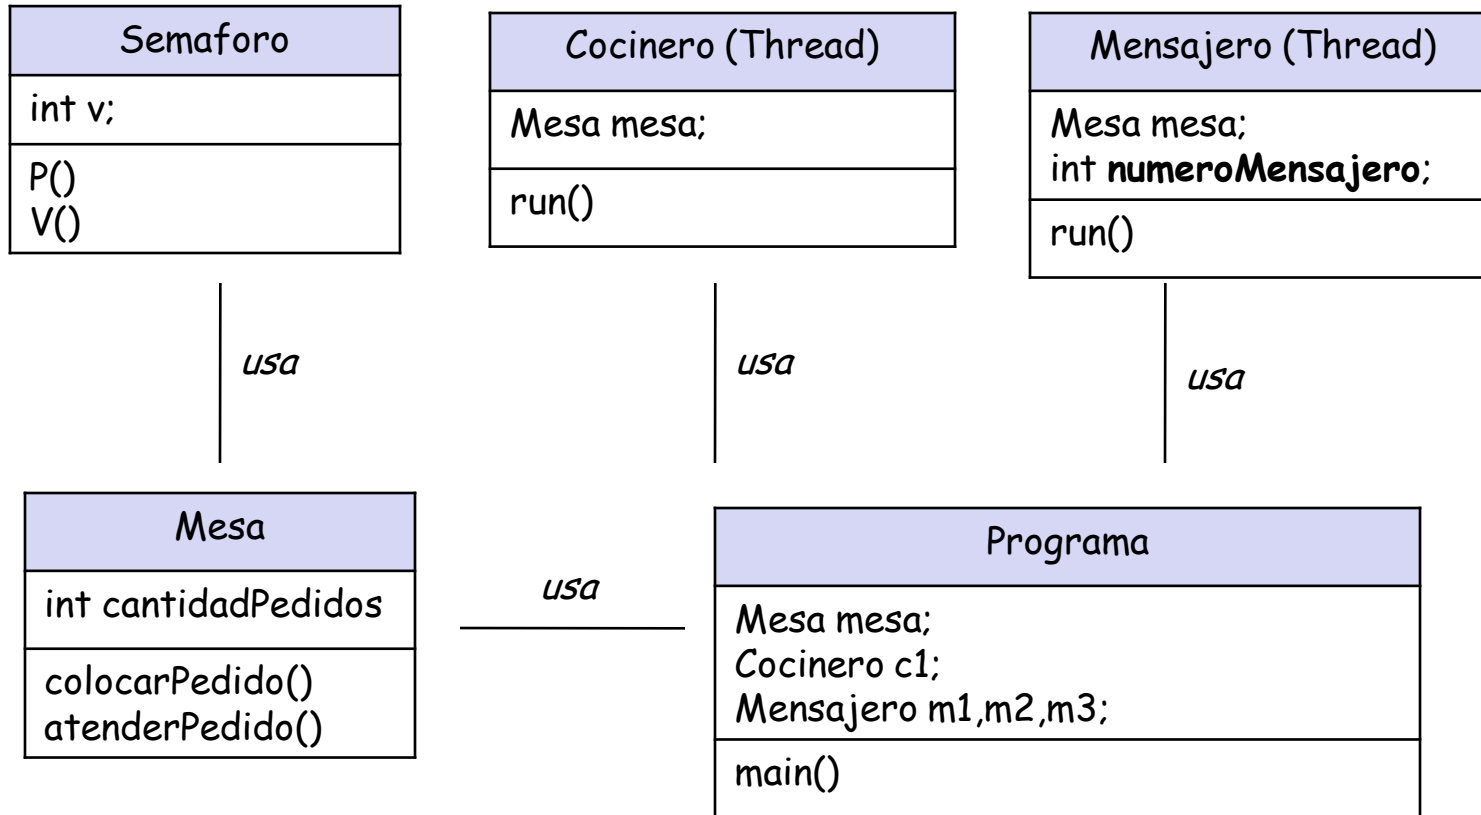 Semaforo
int v;
P()
V()
Cocinero (Thread)
Mesa mesa;
run()
Mensajero (Thread)
Mesa mesa;
int numeroMensajero;
run()
usa
usa
usa
Mesa
int cantidadPedidos
colocarPedido()
atenderPedido()
usa
Programa
Mesa mesa;
Cocinero c1;
Mensajero m1,m2,m3;
main()